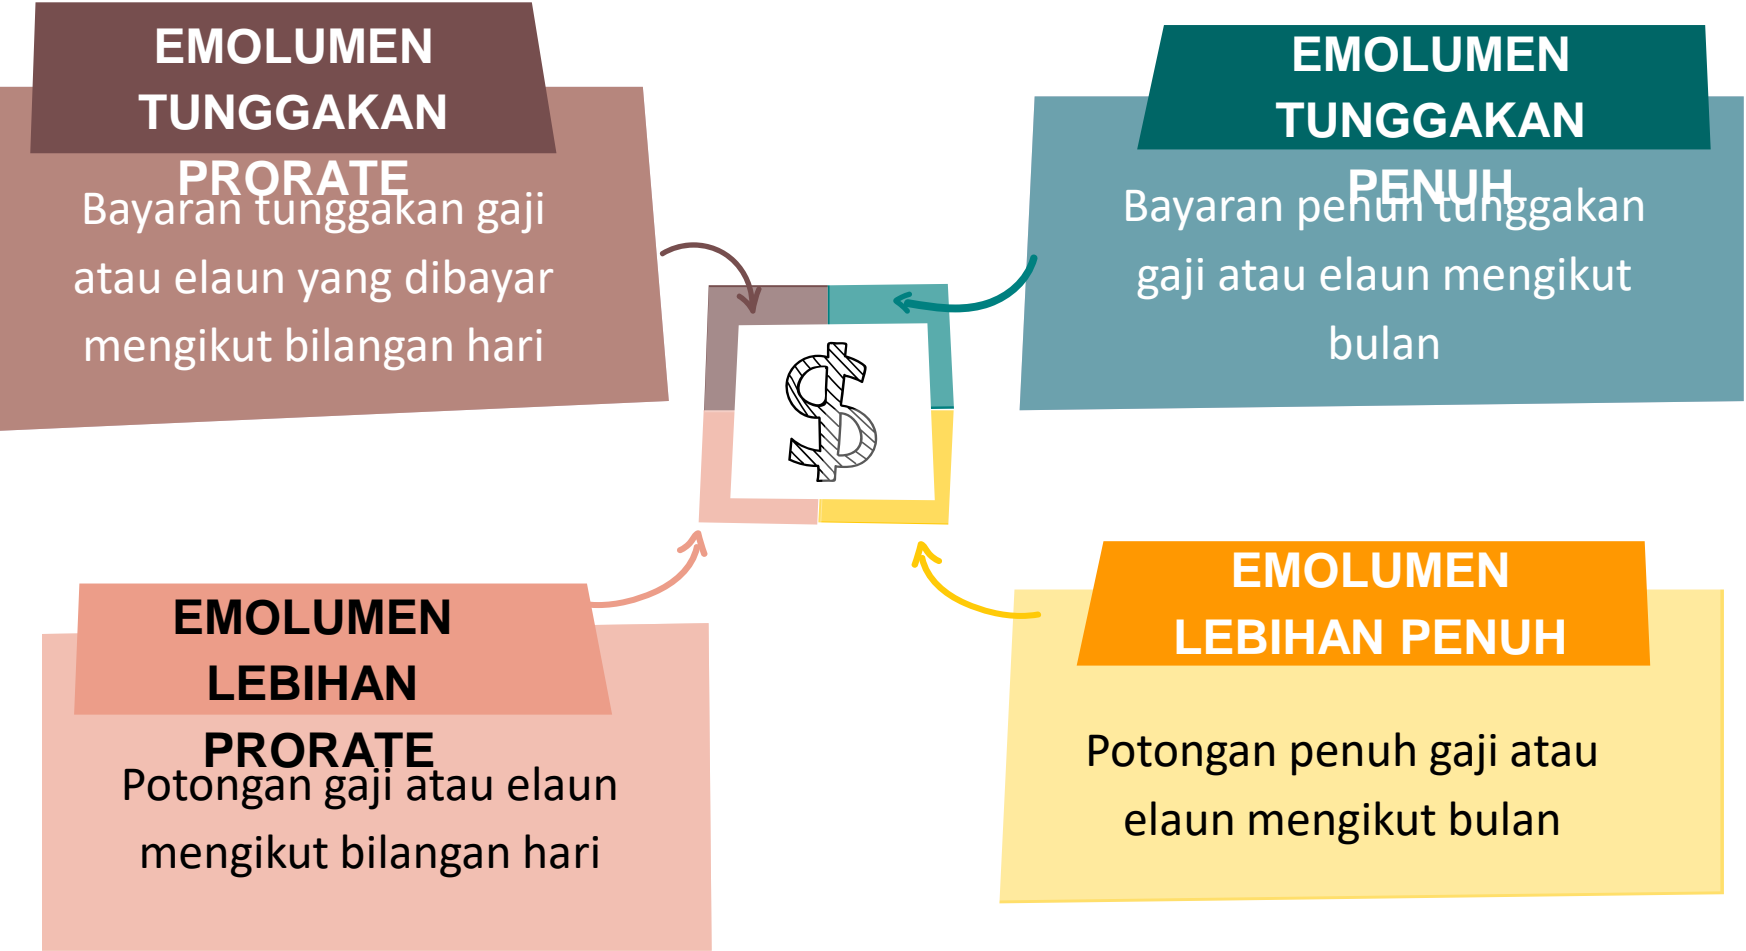 EMOLUMEN
TUNGGAKAN
PRORATE
Bayaran tunggakan gaji
atau elaun yang dibayar
mengikut bilangan hari
EMOLUMEN
TUNGGAKAN
PENUH
Bayaran penuh tunggakan
gaji atau elaun mengikut
bulan
EMOLUMEN
LEBIHAN
PRORATE
Potongan gaji atau elaun
mengikut bilangan hari
EMOLUMEN
LEBIHAN PENUH
Potongan penuh gaji atau
elaun mengikut bulan